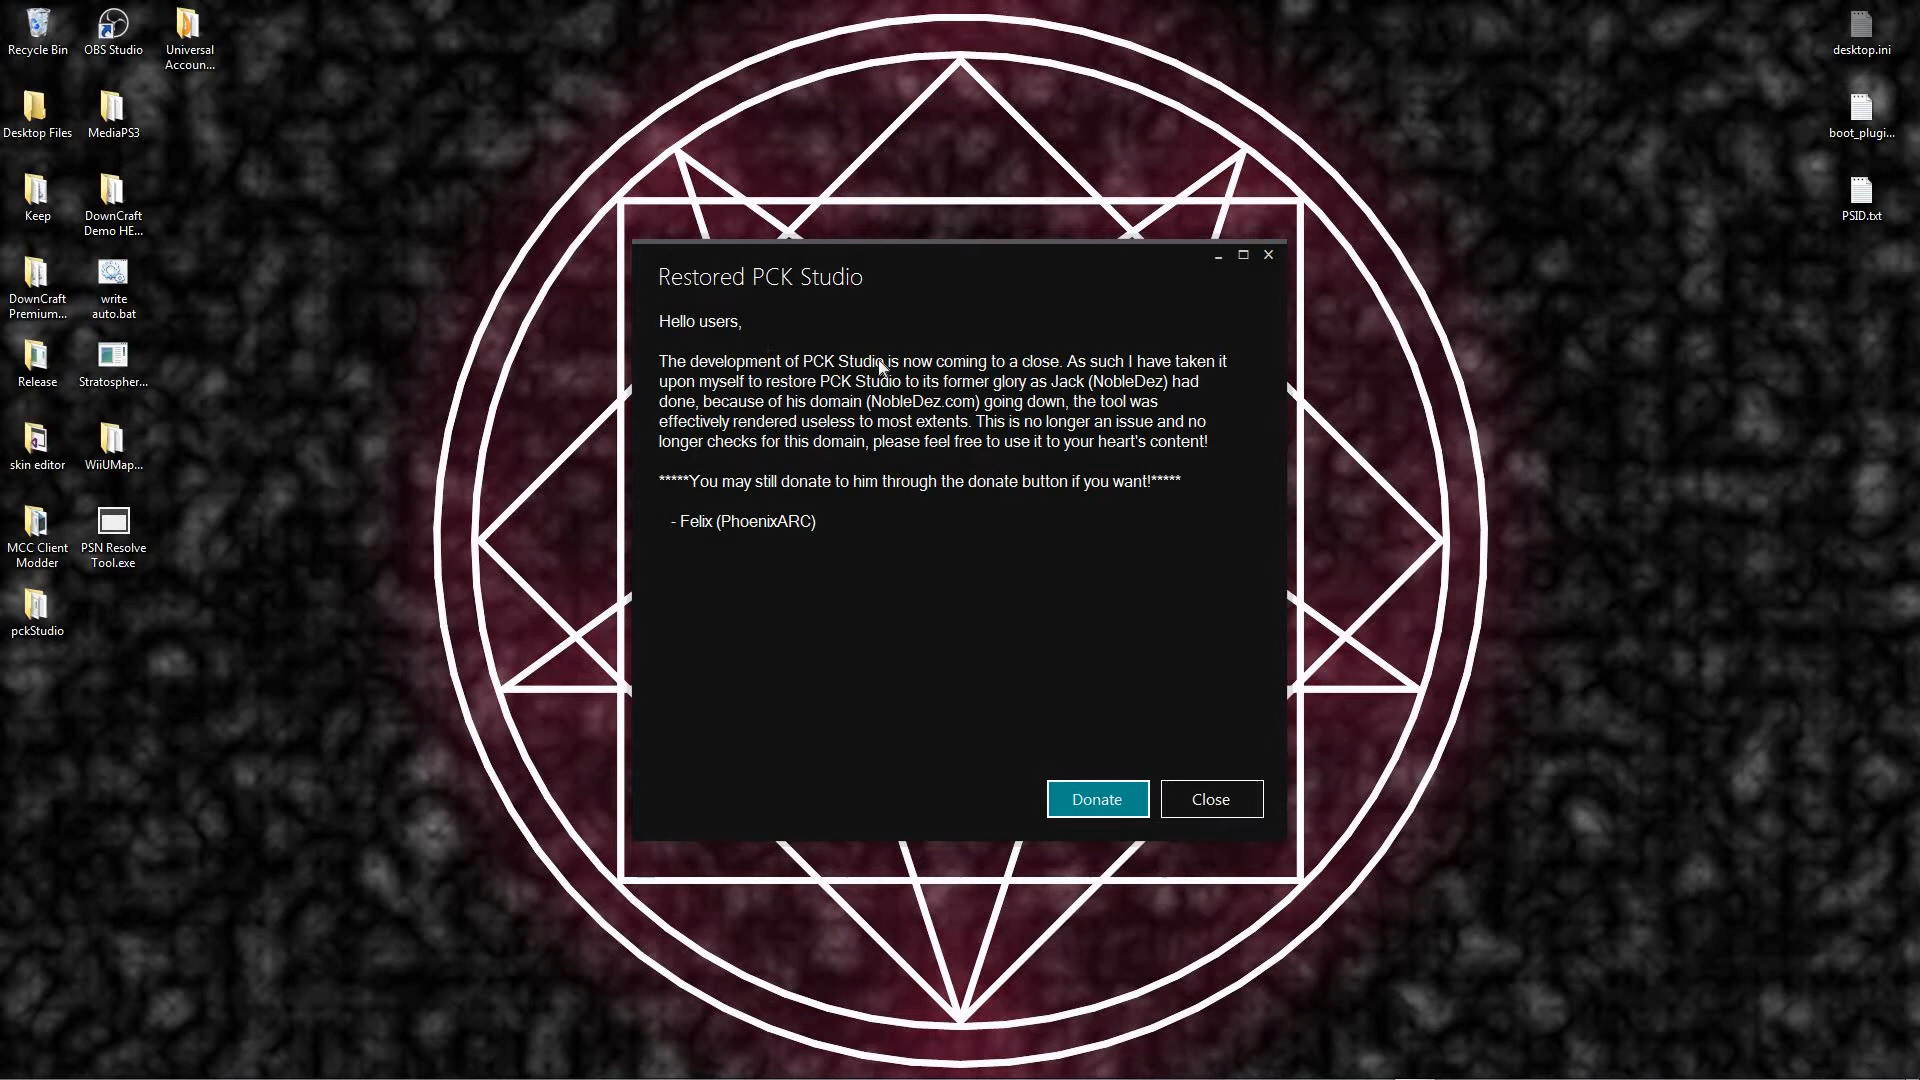 Recycle Bin
OBS Studio
Universal
Accoun...
Desktop Files
MediaPS3
Keep
DownCraft
Demo HE...
DownCraft
Premium...
write
auto.bat
Release
Stratospher...
skin editor
WiiUMap...
MCC Client
Modder
PSN Resolve
Tool.exe
pckStudio
desktop.ini
boot_plugi...
PSID.txt
Restored PCK Studio
Hello users,
The development of PCK Studio is now coming to a close. As such I have taken it
upon myself to restore PCK Studio to its former glory as Jack (NobleDez) had
done, because of his domain (NobleDez.com) going down, the tool was
effectively rendered useless to most extents. This is no longer an issue and no
longer checks for this domain, please feel free to use it to your heart's content!
*****You may still donate to him through the donate button if you want!*****
- Felix (PhoenixARC)
Donate
Close